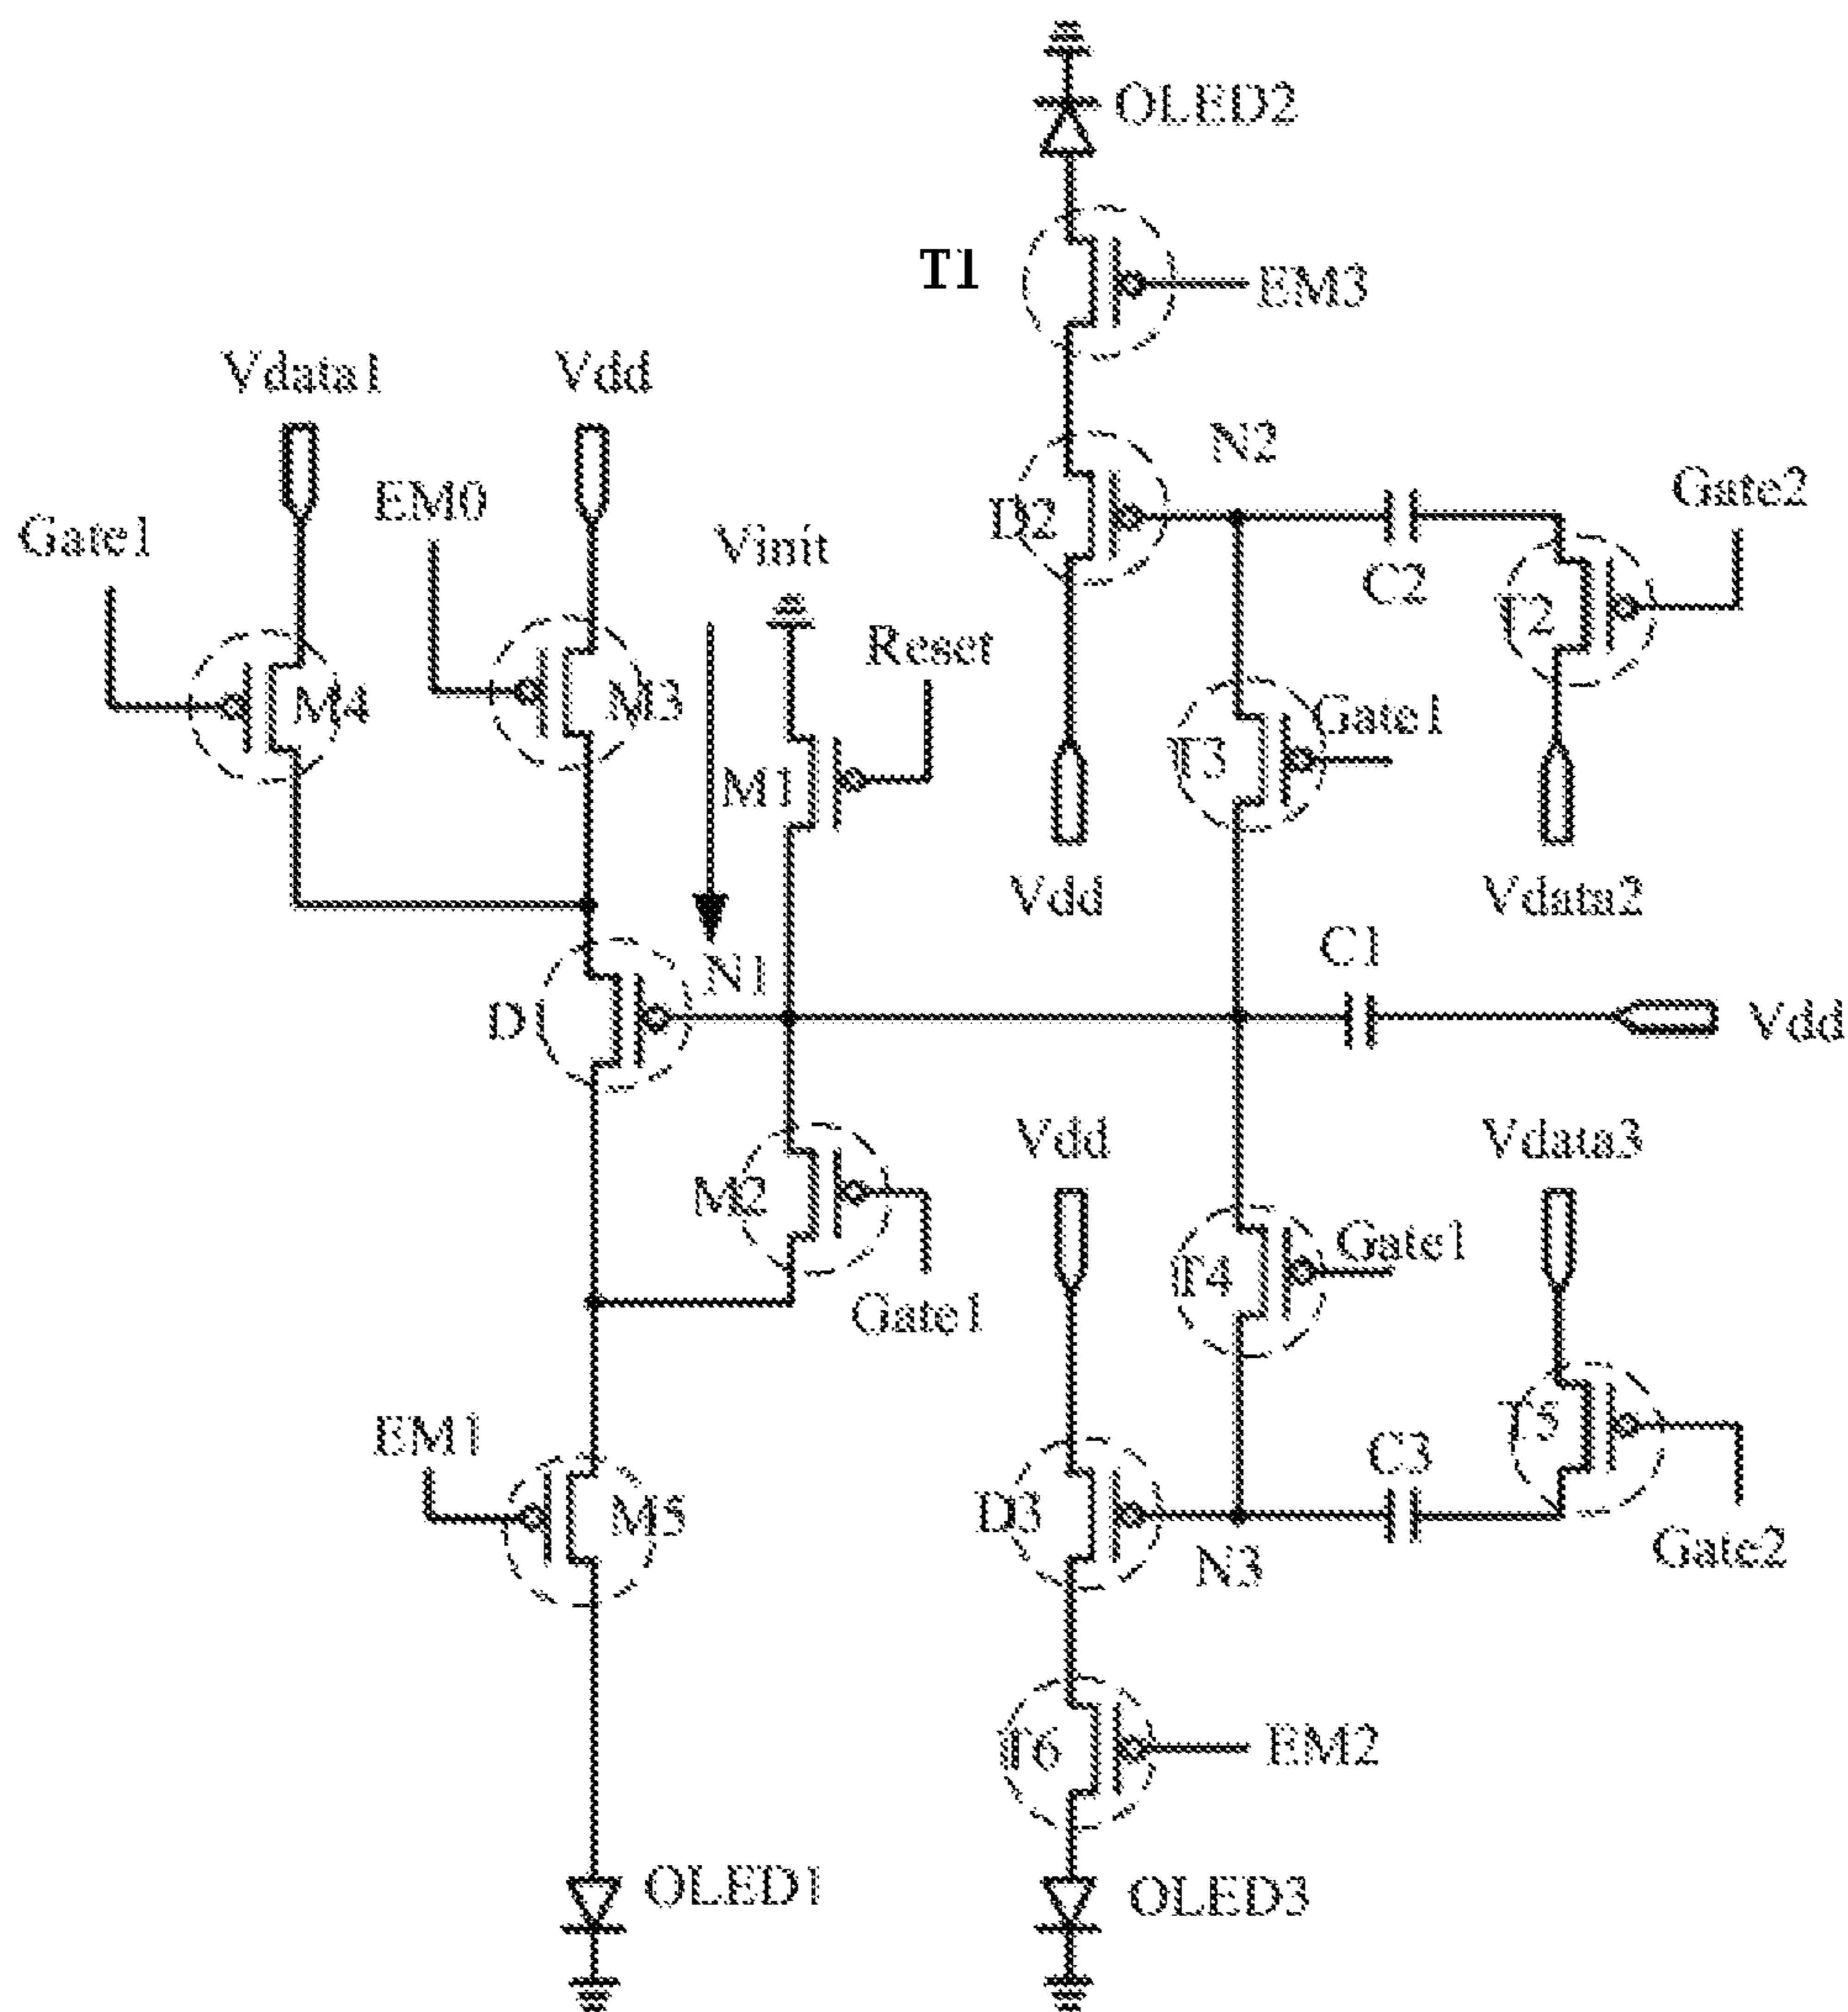 OLED2
T1
EM3
Vdata1
Vdd
N2
EM0
Gate2
Gate1
Vinit
D2
C2
T2
Reset
M4
M3
Gate1
T3
M1
Vdd
Vdata2
C1
N1
D1
Vdd
Vdd
Vdata3
M2
Gate1
T4
Gate1
EM1
C3
T5
M5
D3
N3
Gate2
T6
EM2
OLED1
OLED3